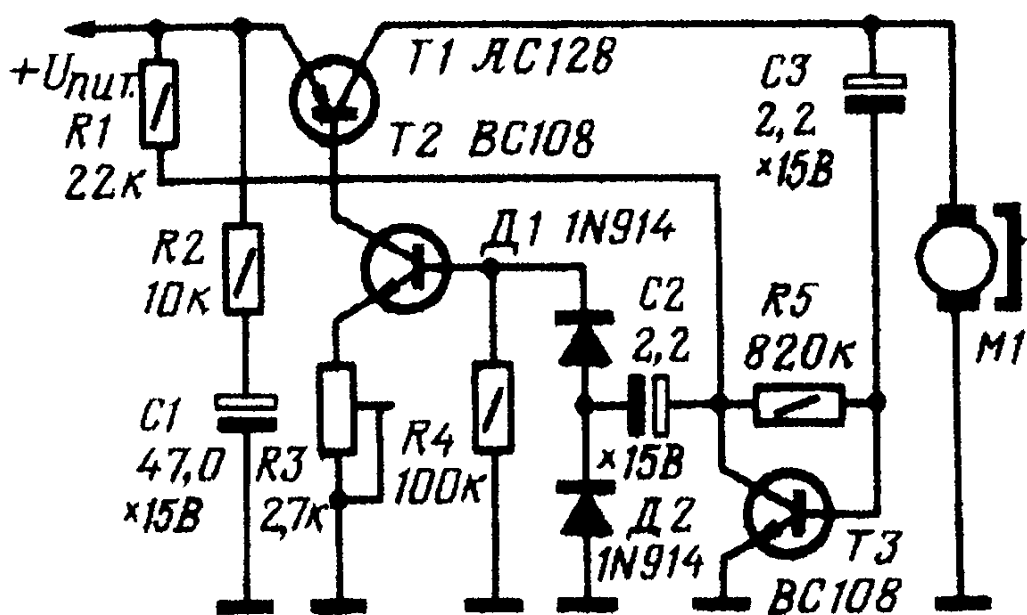 +Uпит.
R1
22к
T1 AC128
T2 BC108
C3
2,2
×15В
R2
10к
Д1 1N914
C2
2,2
×15В
R5
820к
M1
C1
47,0
×15В
R3
2,7к
R4
100к
Д2
1N914
T3
BC108